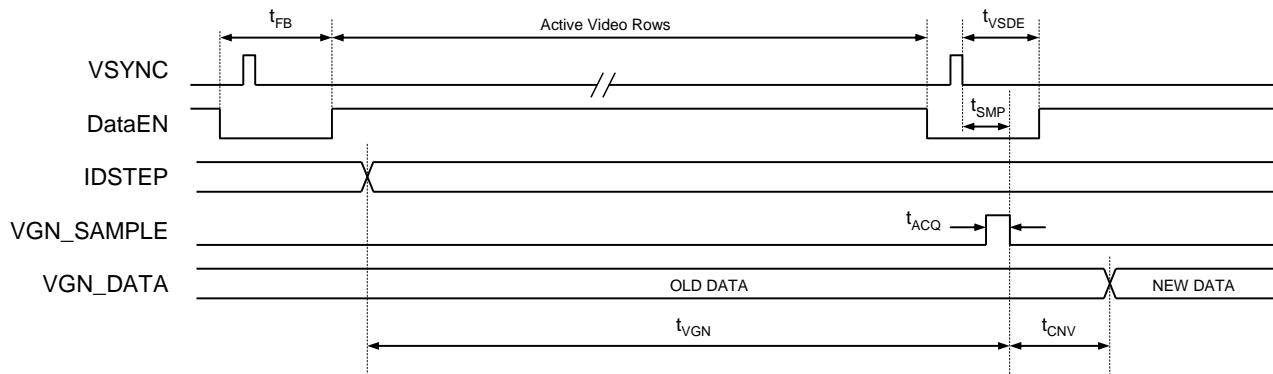 tFB
Active Video Rows
tVSDE
VSYNC
tSMP
DataEN
IDSTEP
VGN_SAMPLE
tACQ
VGN_DATA
OLD DATA
NEW DATA
tVGN
tCNV